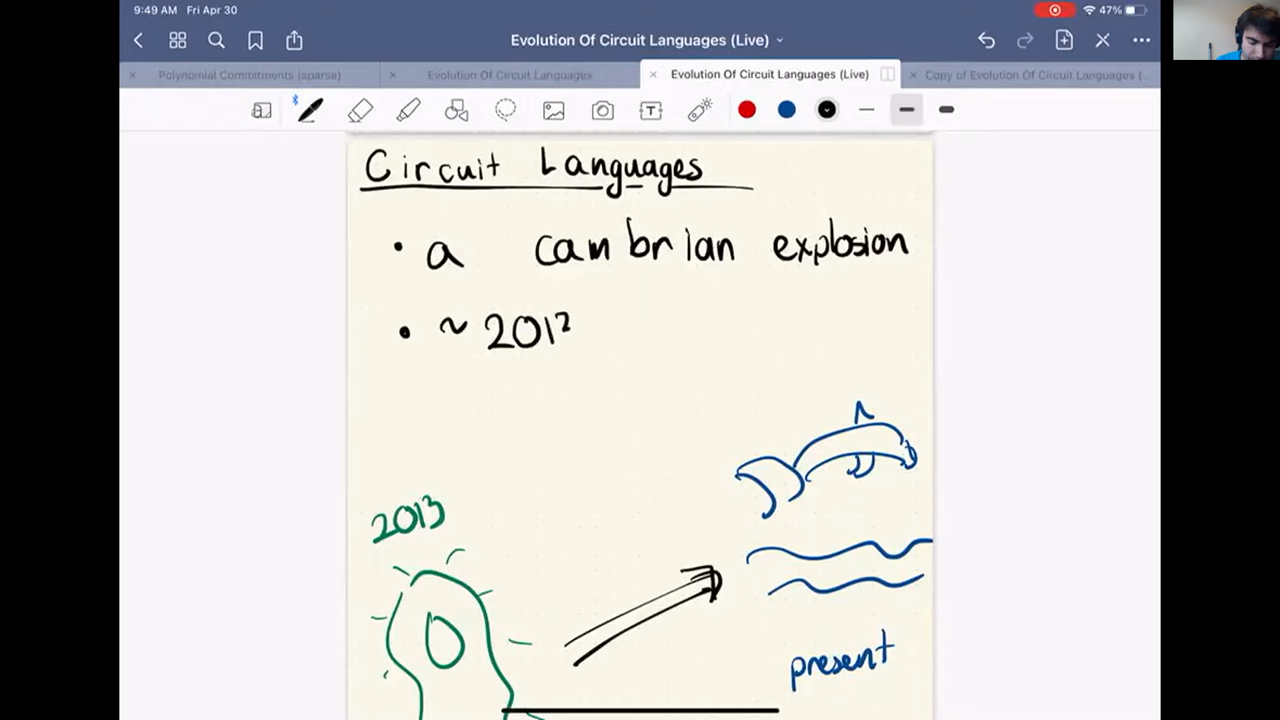 9:49 AM Fri Apr 30
47%
Evolution Of Circuit Languages (Live)
Polynomial Commitments (sparse)
Evolution Of Circuit Languages
Evolution Of Circuit Languages (Live)
Copy of Evolution Of Circuit Languages (...
T
Circuit Languages
• a cambrian explosion
• ~ 201
2013
present